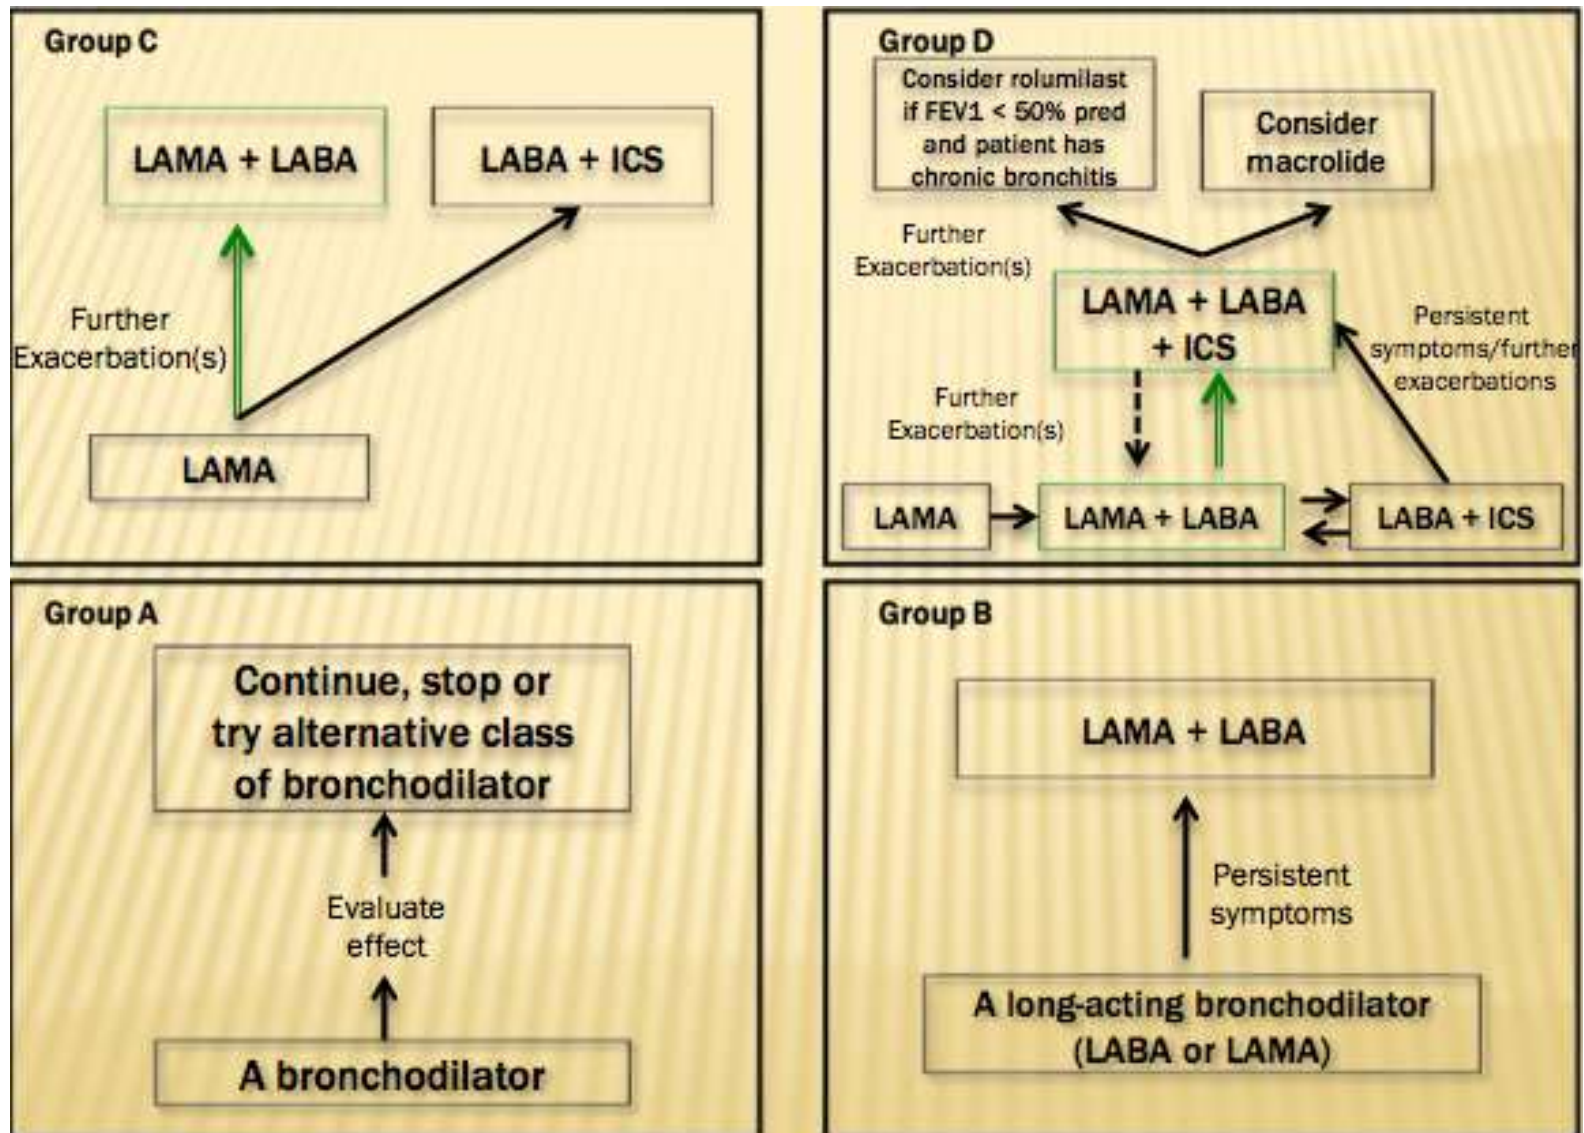 Group C
LAMA + LABA
LABA + ICS
Further
Exacerbation(s)
LAMA
Group D
Consider rolumilast
if FEV1 < 50% pred
and patient has
chronic bronchitis
Consider
macrolide
Further
Exacerbation(s)
LAMA + LABA
+ ICS
Persistent
symptoms/further
exacerbations
Further
Exacerbation(s)
LAMA
LAMA + LABA
LABA + ICS
Group A
Continue, stop or
try alternative class
of bronchodilator
Evaluate
effect
A bronchodilator
Group B
LAMA + LABA
Persistent
symptoms
A long-acting bronchodilator
(LABA or LAMA)